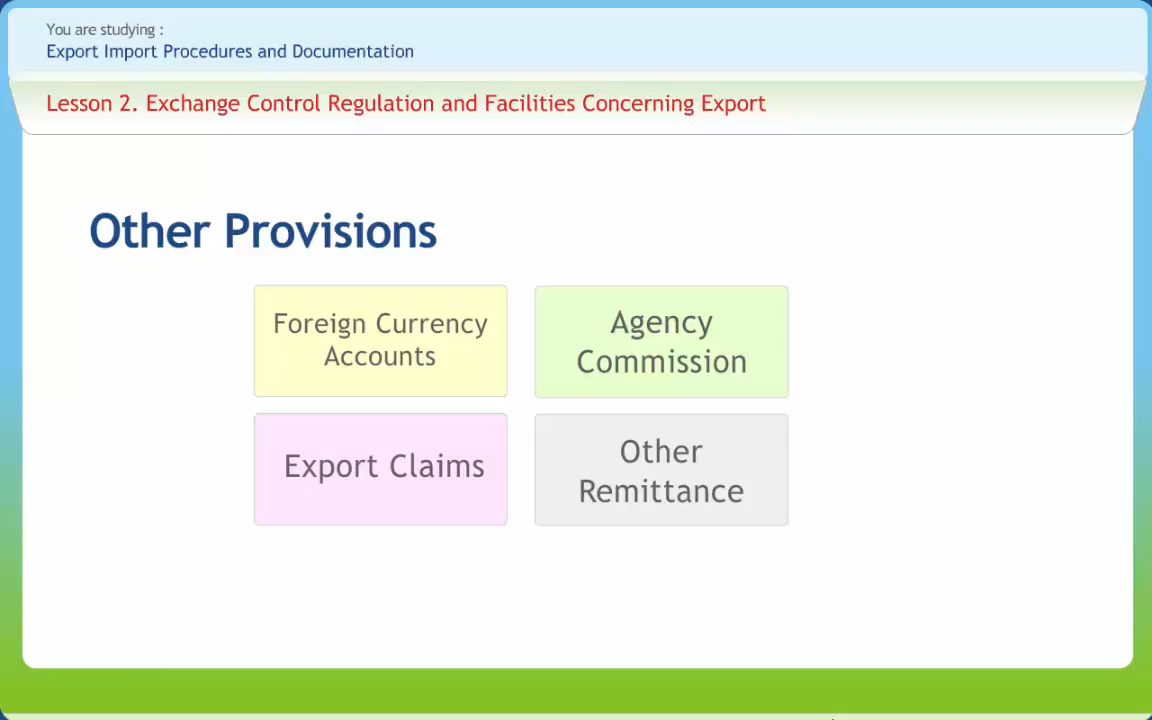 You are studying :
Export Import Procedures and Documentation
Lesson 2. Exchange Control Regulation and Facilities Concerning Export
Other Provisions
Foreign Currency
Accounts
Agency
Commission
Export Claims
Other
Remittance